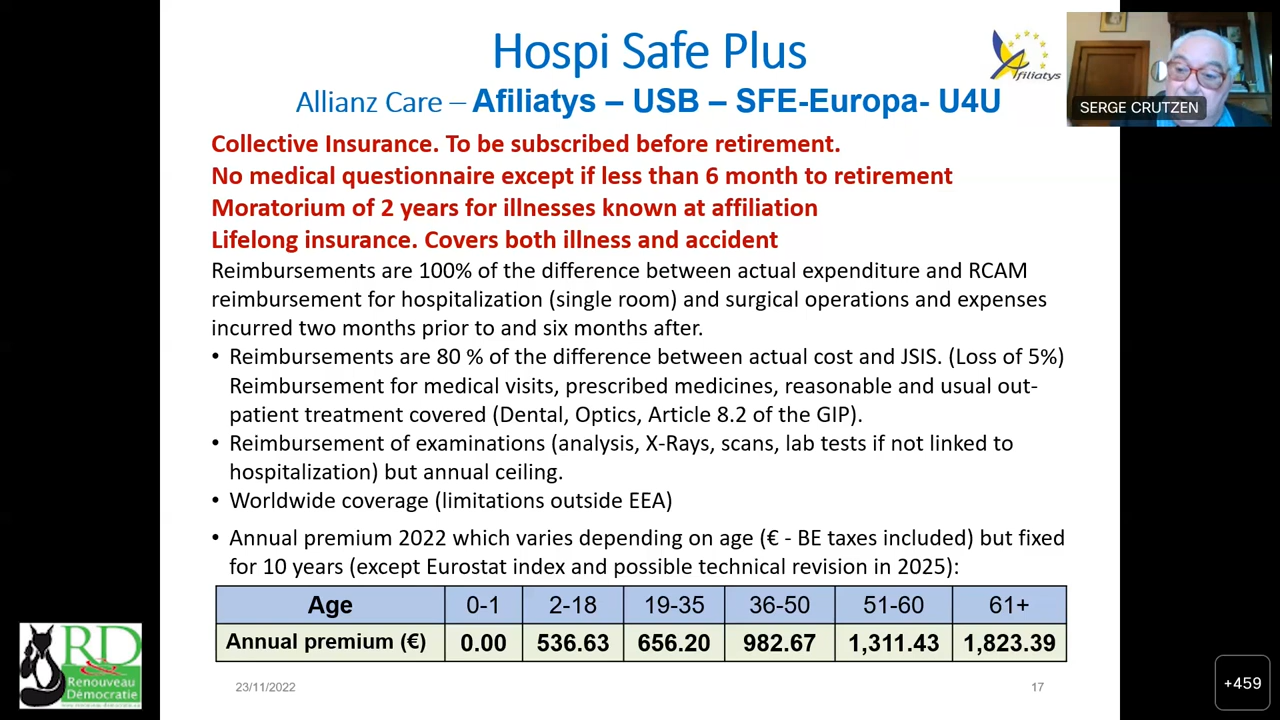 Hospi Safe Plus
Afiliatys
SERGE CRUTZEN
Allianz Care – Afiliatys – USB – SFE-Europa- U4U
Collective Insurance. To be subscribed before retirement.
No medical questionnaire except if less than 6 month to retirement
Moratorium of 2 years for illnesses known at affiliation
Lifelong insurance. Covers both illness and accident
Reimbursements are 100% of the difference between actual expenditure and RCAM
reimbursement for hospitalization (single room) and surgical operations and expenses
incurred two months prior to and six months after.
• Reimbursements are 80 % of the difference between actual cost and JSIS. (Loss of 5%)
Reimbursement for medical visits, prescribed medicines, reasonable and usual out-
patient treatment covered (Dental, Optics, Article 8.2 of the GIP).
• Reimbursement of examinations (analysis, X-Rays, scans, lab tests if not linked to
hospitalization) but annual ceiling.
• Worldwide coverage (limitations outside EEA)
• Annual premium 2022 which varies depending on age (€ - BE taxes included) but fixed
for 10 years (except Eurostat index and possible technical revision in 2025):
Age 0-1 2-18 19-35 36-50 51-60 61+
Annual premium (€) 0.00 536.63 656.20 982.67 1,311.43 1,823.39
RD
Renouveau
Démocratie
23/11/2022
17
+459